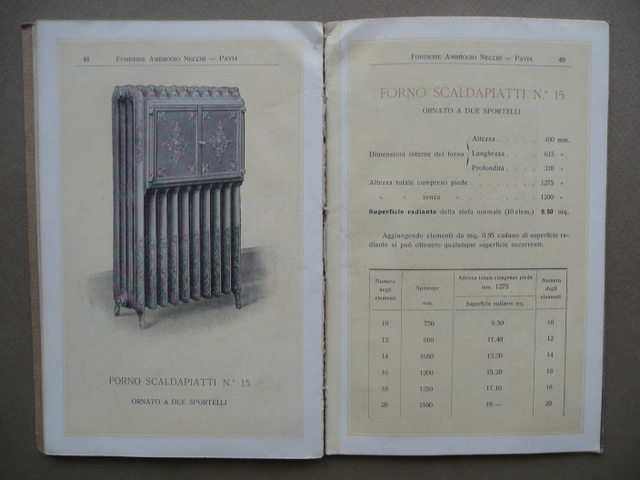 48
FONDERIE AMBROGIO NECCHI — PAVIA
FORNO SCALDAPIATTI N.° 15
ORNATO A DUE SPORTELLI
FONDERIE AMBROGIO NECCHI — PAVIA
49
FORNO SCALDAPIATTI N.° 15
ORNATO A DUE SPORTELLI
Altezza . . . . . 400 mm.
Dimensioni interne del forno Lunghezza . . . . 615 »
Profondità . . . . 310 »
Altezza totale compreso piede . . . . . 1275 »
» » senza » . . . . . 1200 »
Superficie radiante della stufa normale (10 elem.) 9.50 mq.
Aggiungendo elementi da mq. 0,95 caduno di superficie ra-
diante si può ottenere qualunque superficie occorrente.
Numero degli elementi
Sporgenza mm.
Altezza totale compreso piede mm. 1275
Superficie radiante mq.
Numero degli elementi
10 750 9.50 10
12 11.40 12
14 1050 13.30 14
16 1200 15.20 16
18 1350 17.10 18
20 1500 19.— 20